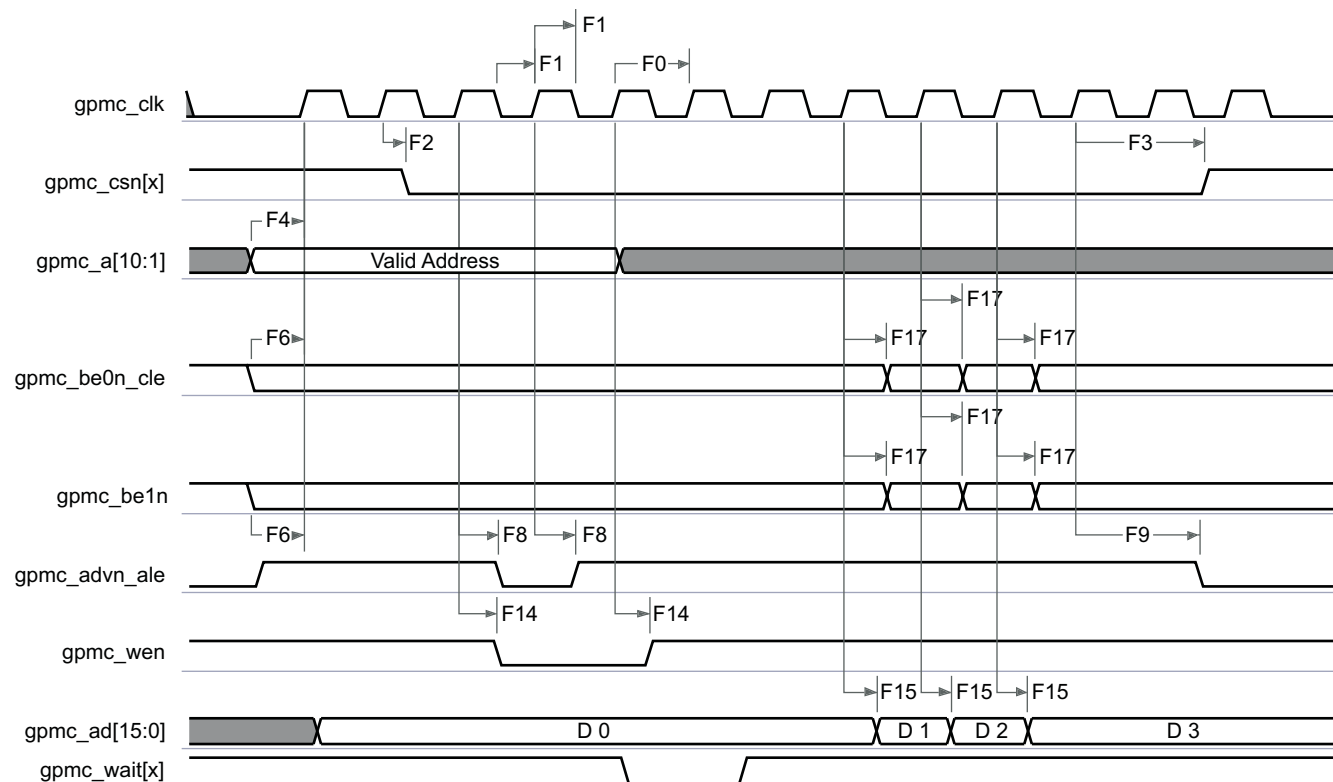 F1
F1 F0
gpmc_clk
F2 F3
gpmc_csn[x]
F4
gpmc_a[10:1] Valid Address
F17
F6 F17 F17
gpmc_be0n_cle
F17
F17 F17
gpmc_be1n
F6 F8 F8 F9
gpmc_advn_ale
F14 F14
gpmc_wen
F15 F15 F15
gpmc_ad[15:0] D 0 D 1 D 2 D 3
gpmc_wait[x]